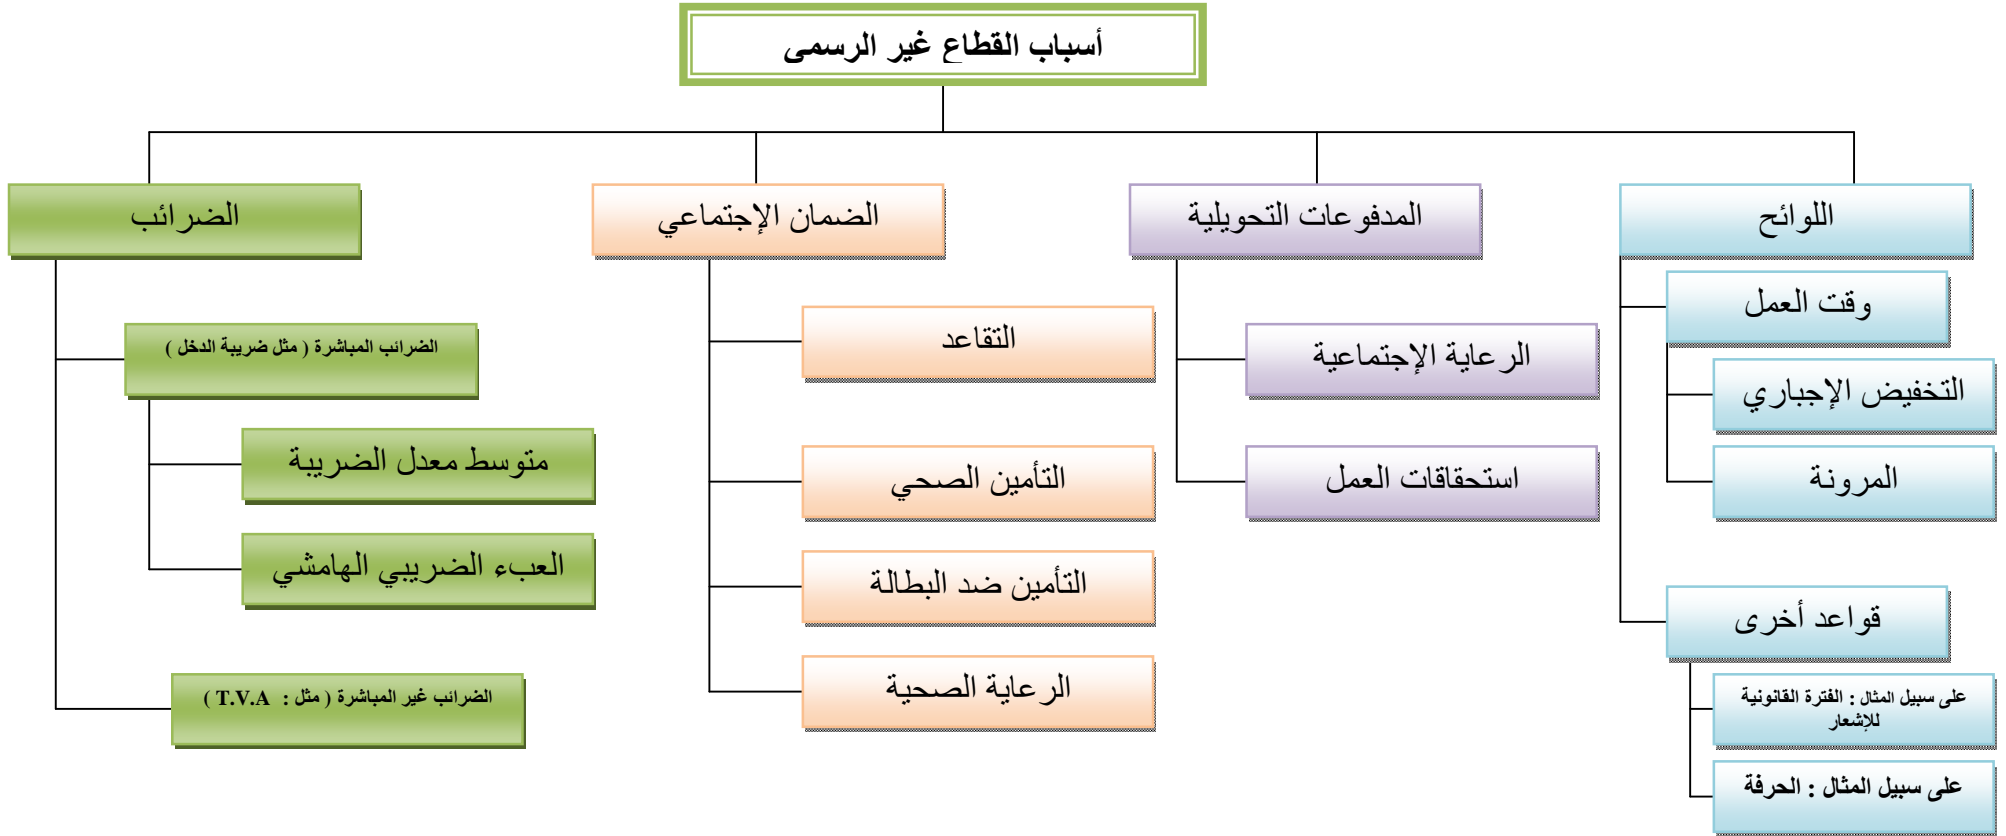 أسباب القطاع غير الرسمى
اللوائح
وقت العمل
التخفيض الإجباري
المرونة
قواعد أخرى
على سبيل المثال : الفترة القانونية
للإشعار
على سبيل المثال : الحرفة
المدفوعات التحويلية
الرعاية الإجتماعية
استحقاقات العمل
الضمان الإجتماعي
التقاعد
التأمين الصحي
التأمين ضد البطالة
الرعاية الصحية
الضرائب
الضرائب المباشرة ( مثل ضريبة الدخل )
متوسط معدل الضريبة
العبء الضريبي الهامشي
الضرائب غير المباشرة ( مثل : T.V.A )